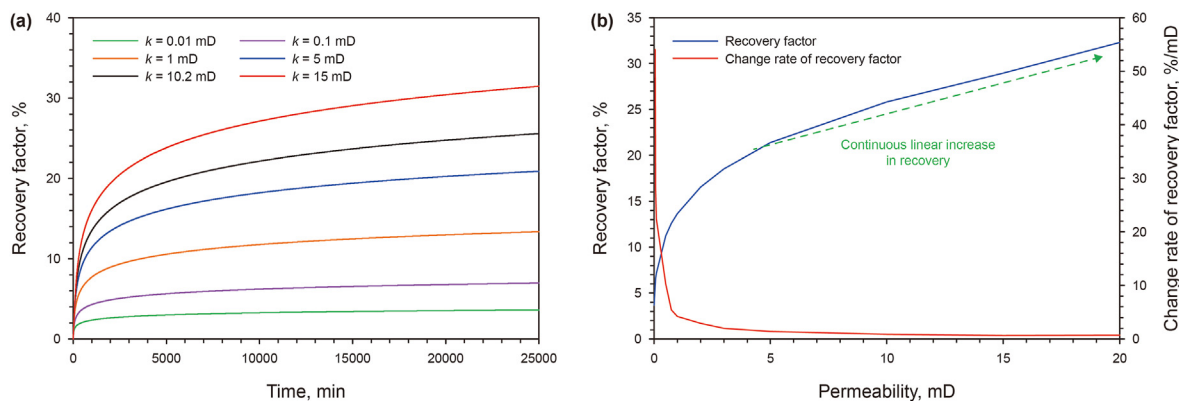 (a)
40
30
20
10
0
Recovery factor, %
k = 0.01 mD
k = 0.1 mD
k = 1 mD
k = 5 mD
k = 10.2 mD
k = 15 mD
0
5000
10000
15000
20000
25000
Time, min
(b)
35
30
25
20
15
10
5
0
Recovery factor, %
Recovery factor
Change rate of recovery factor
Continuous linear increase
in recovery
60
50
40
30
20
10
0
Change rate of recovery factor, %/mD
0
5
10
15
20
Permeability, mD